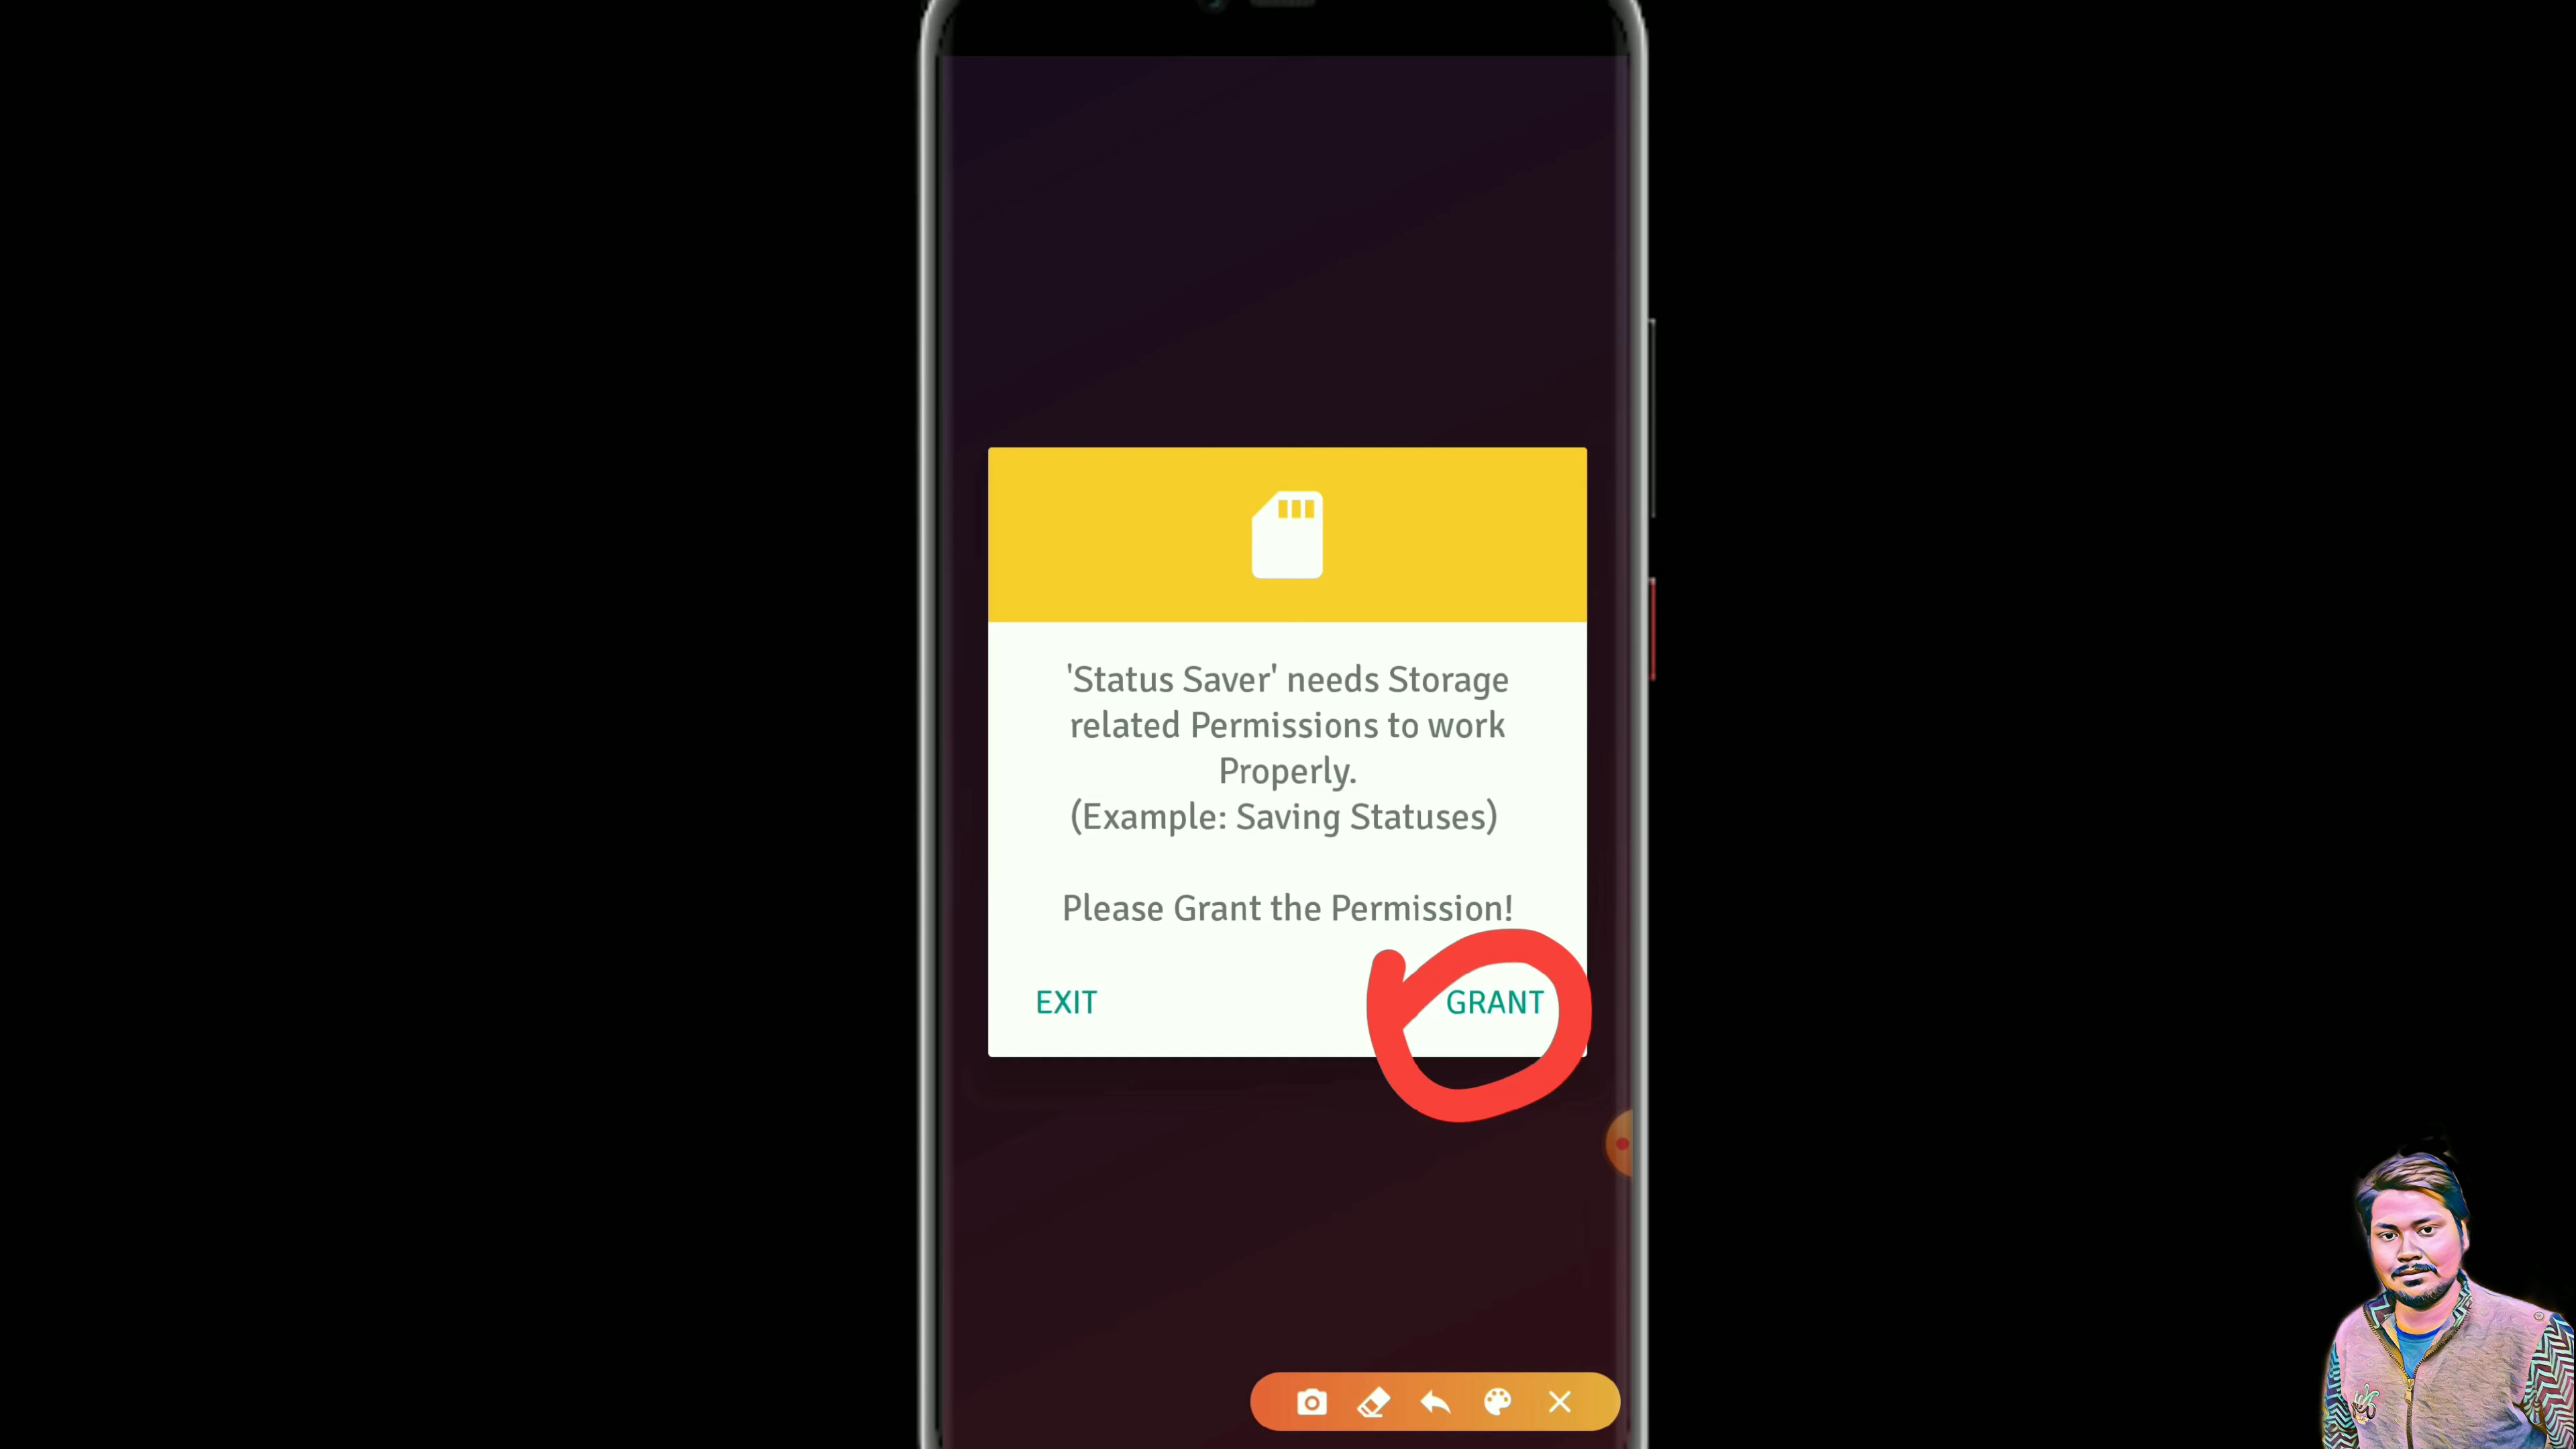 'Status Saver' needs Storage
related Permissions to work
Properly.
(Example: Saving Statuses)
Please Grant the Permission!
EXIT
GRANT